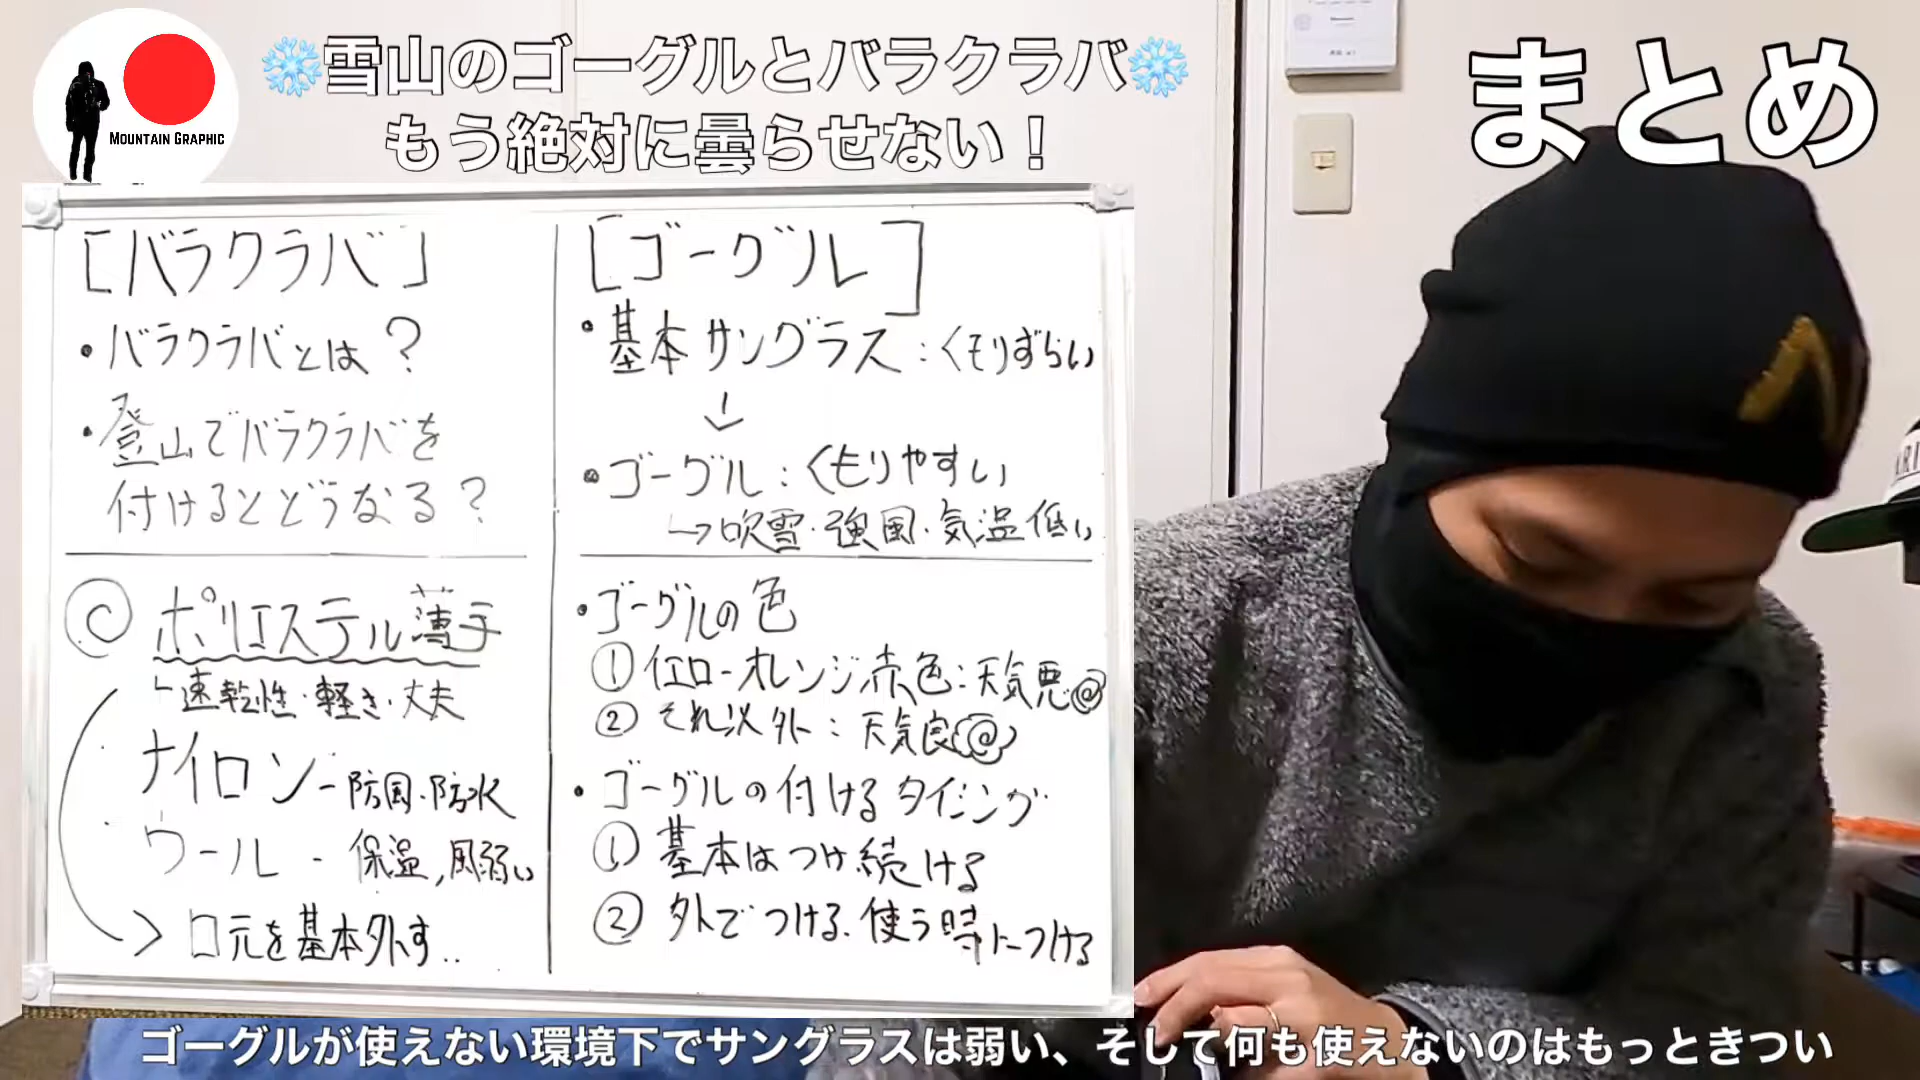 ❄雪山のゴーグルとバラクラバ❄
もう絶対に曇らせない！
まとめ
MOUNTAIN GRAPHIC
[バラクラバ]
・バラクラバとは？
・登山でバラクラバを
付けるとどうなる？
◎ ポリエステル薄手
└速乾性・軽き・丈夫
ナイロン－防風・防水
ウール - 保温,風弱い
→ 口元を基本外す..
[ゴーグル]
・基本サングラス：くモりずらい
↓
・ゴーグル：くもりやすい
→吹雪・強風・気温低い
・ゴーグルの色
① イエローオレンジ赤色：天気悪
② それ以外：天気良
・ゴーグルの付けるタイミング
① 基本はつけ続ける
② 外でつける.使う時につける
ゴーグルが使えない環境下でサングラスは弱い、そして何も使えないのはもっときつい